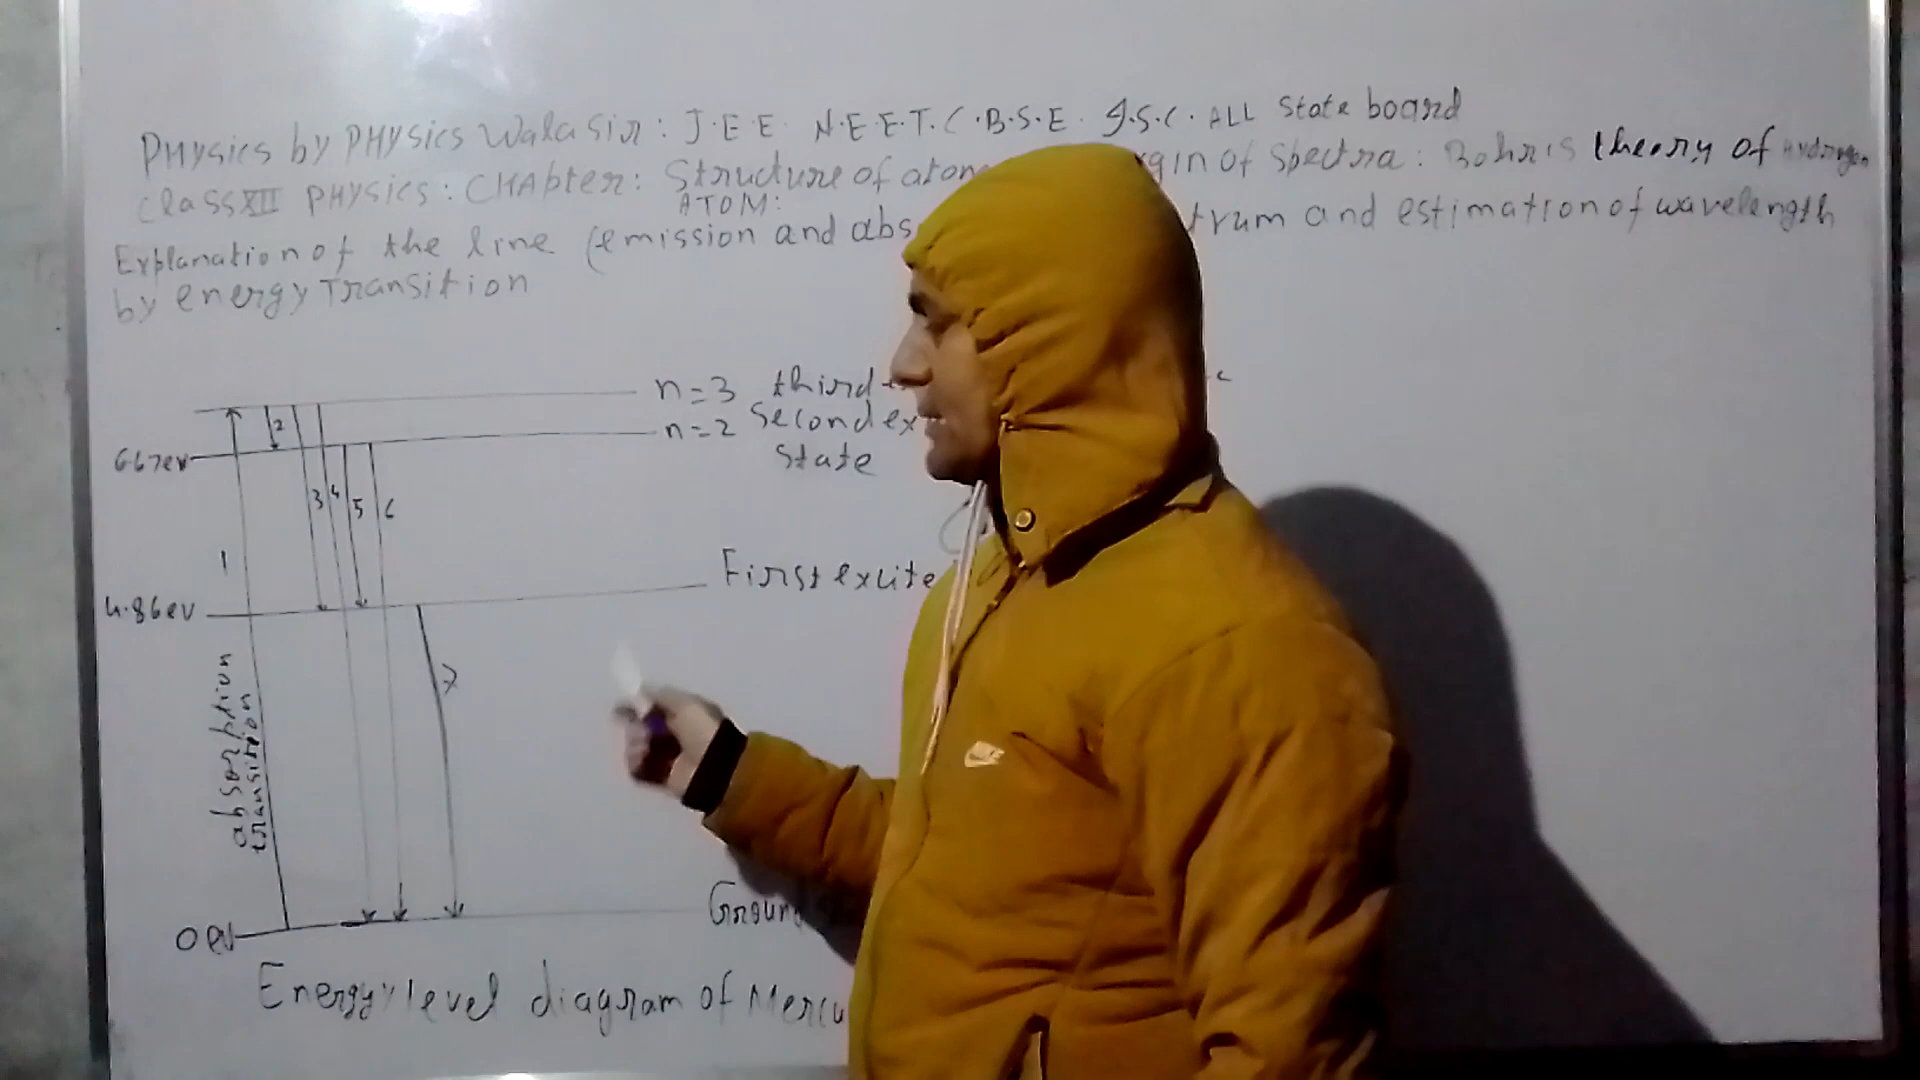 PHysics by PHysics Wala Sir: J.E.E. N.E.E.T. C.B.S.E. I.S.C. ALL State board
Class XII PHYSICS: CHApter: Structure of atom gin of Spectra: Bohr's theory of Hydrogen
ATOM:
Explanation of the line (emission and abs trum and estimation of wavelength
by energy Transition
n=3 third
n=2 Second ex
State
6.67ev
2
3 4 5 6
1
First excite
4.86ev
7
absorption
transition
Ground
0 ev
Energy level diagram of Mercu